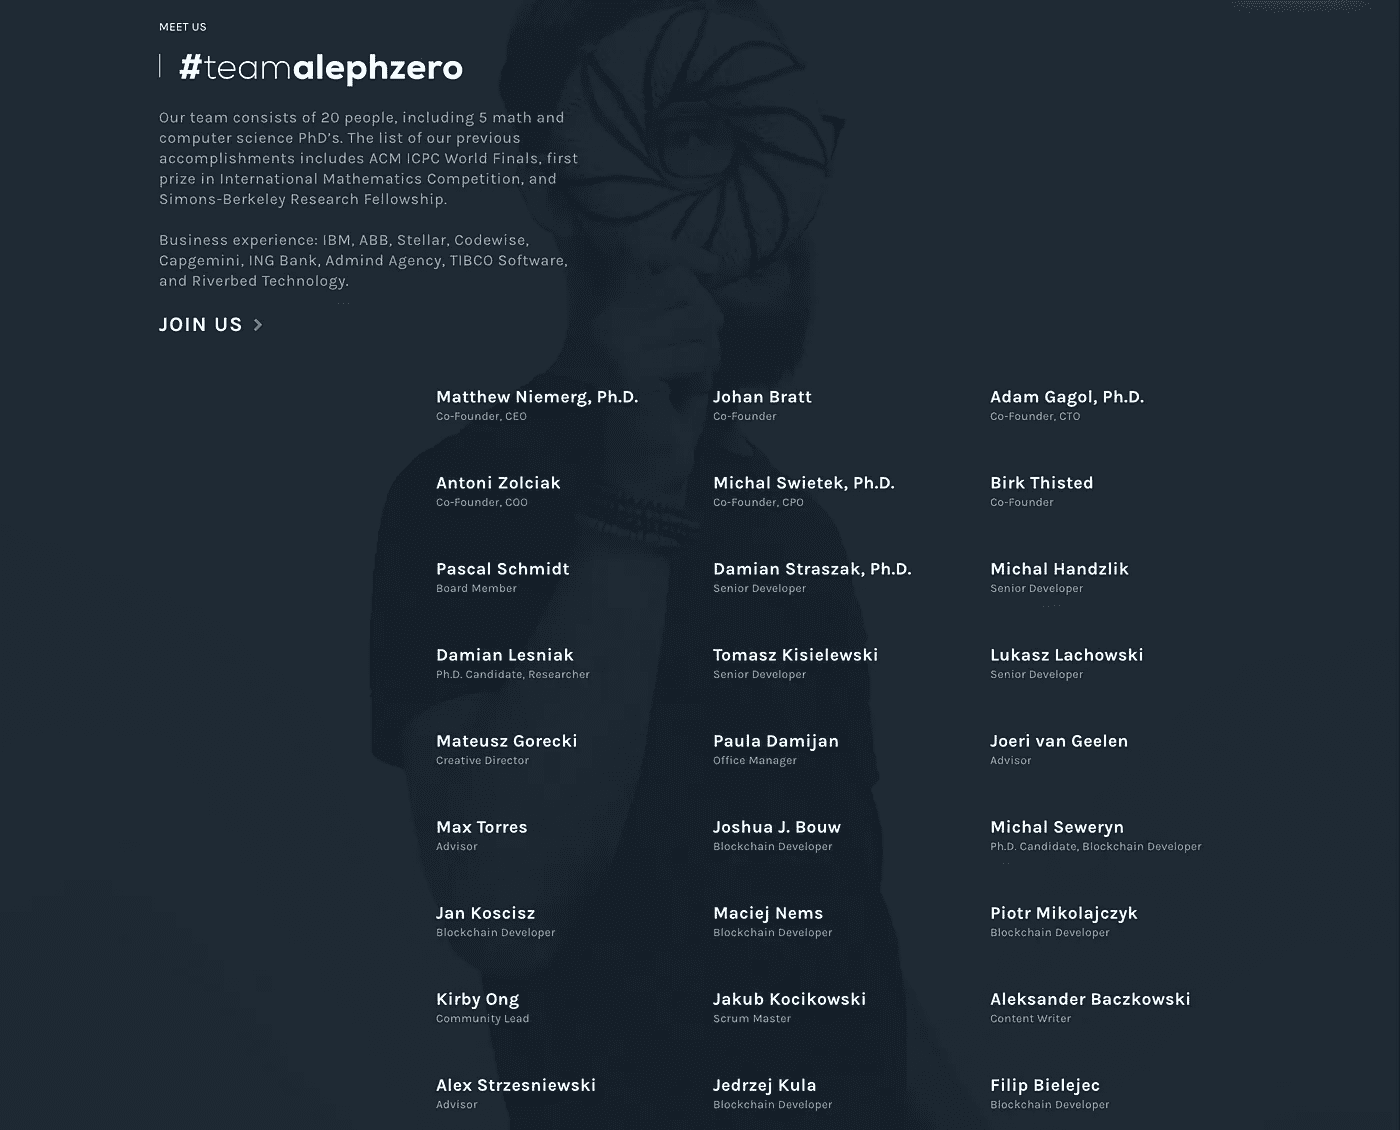 MEET US
#teamalephzero
Our team consists of 20 people, including 5 math and
computer science PhD's. The list of our previous
accomplishments includes ACM ICPC World Finals, first
prize in International Mathematics Competition, and
Simons-Berkeley Research Fellowship.
Business experience: IBM, ABB, Stellar, Codewise,
Capgemini, ING Bank, Admind Agency, TIBCO Software,
and Riverbed Technology.
JOIN US >
Matthew Niemerg, Ph.D. Johan Bratt Adam Gagol, Ph.D.
Co-Founder, CEO Co-Founder Co-Founder, CTO
Antoni Zolciak Michal Swietek, Ph.D. Birk Thisted
Co-Founder, COO Co-Founder, CPO Co-Founder
Pascal Schmidt Damian Straszak, Ph.D. Michal Handzlik
Board Member Senior Developer Senior Developer
Damian Lesniak Tomasz Kisielewski Lukasz Lachowski
Ph.D. Candidate, Researcher Senior Developer Senior Developer
Mateusz Gorecki Paula Damijan Joeri van Geelen
Creative Director Office Manager Advisor
Max Torres Joshua J. Bouw Michal Seweryn
Advisor Blockchain Developer Ph.D. Candidate, Blockchain Developer
Jan Koscisz Maciej Nems Piotr Mikolajczyk
Blockchain Developer Blockchain Developer Blockchain Developer
Kirby Ong Jakub Kocikowski Aleksander Baczkowski
Community Lead Scrum Master Content Writer
Alex Strzesniewski Jedrzej Kula Filip Bielejec
Advisor Blockchain Developer Blockchain Developer